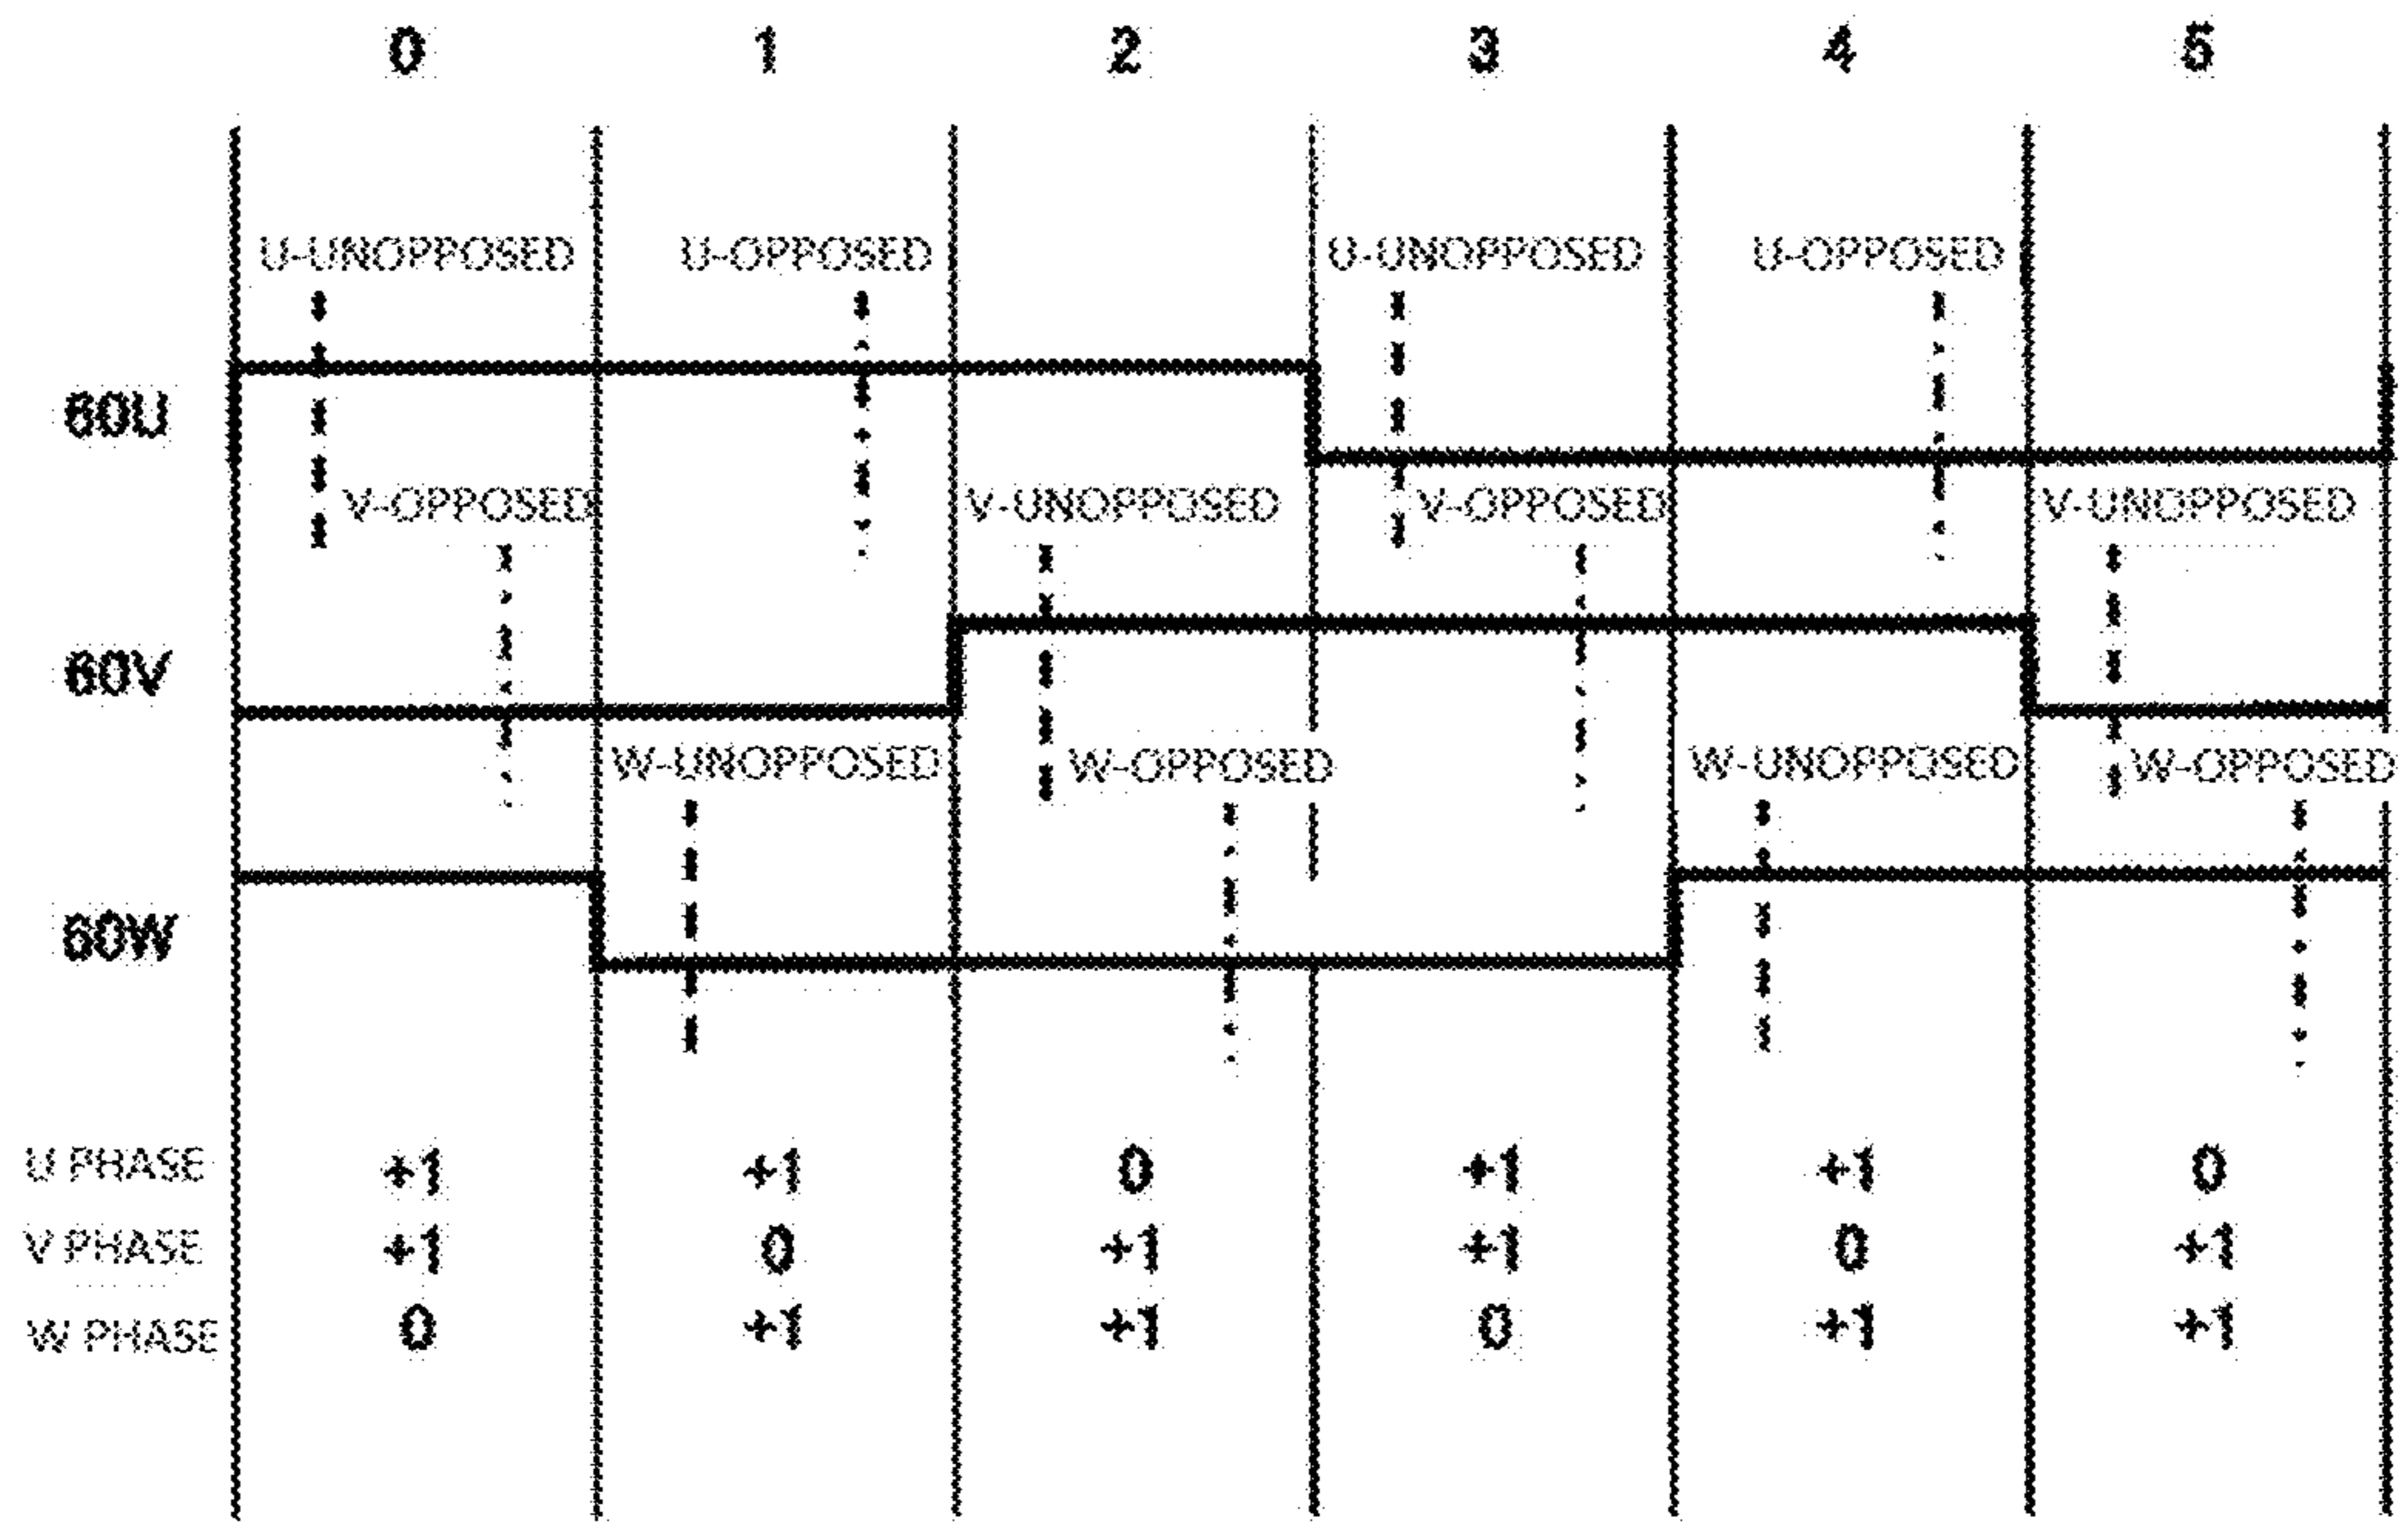 0 1 2 3 4 5
U-UNOPPOSED U-OPPOSED U-UNOPPOSED U-OPPOSED
60U
V-OPPOSED V-UNOPPOSED V-OPPOSED V-UNOPPOSED
60V
W-UNOPPOSED W-OPPOSED W-UNOPPOSED W-OPPOSED
60W
U PHASE +1 +1 0 +1 +1 0
V PHASE +1 0 +1 +1 0 +1
W PHASE 0 +1 +1 0 +1 +1